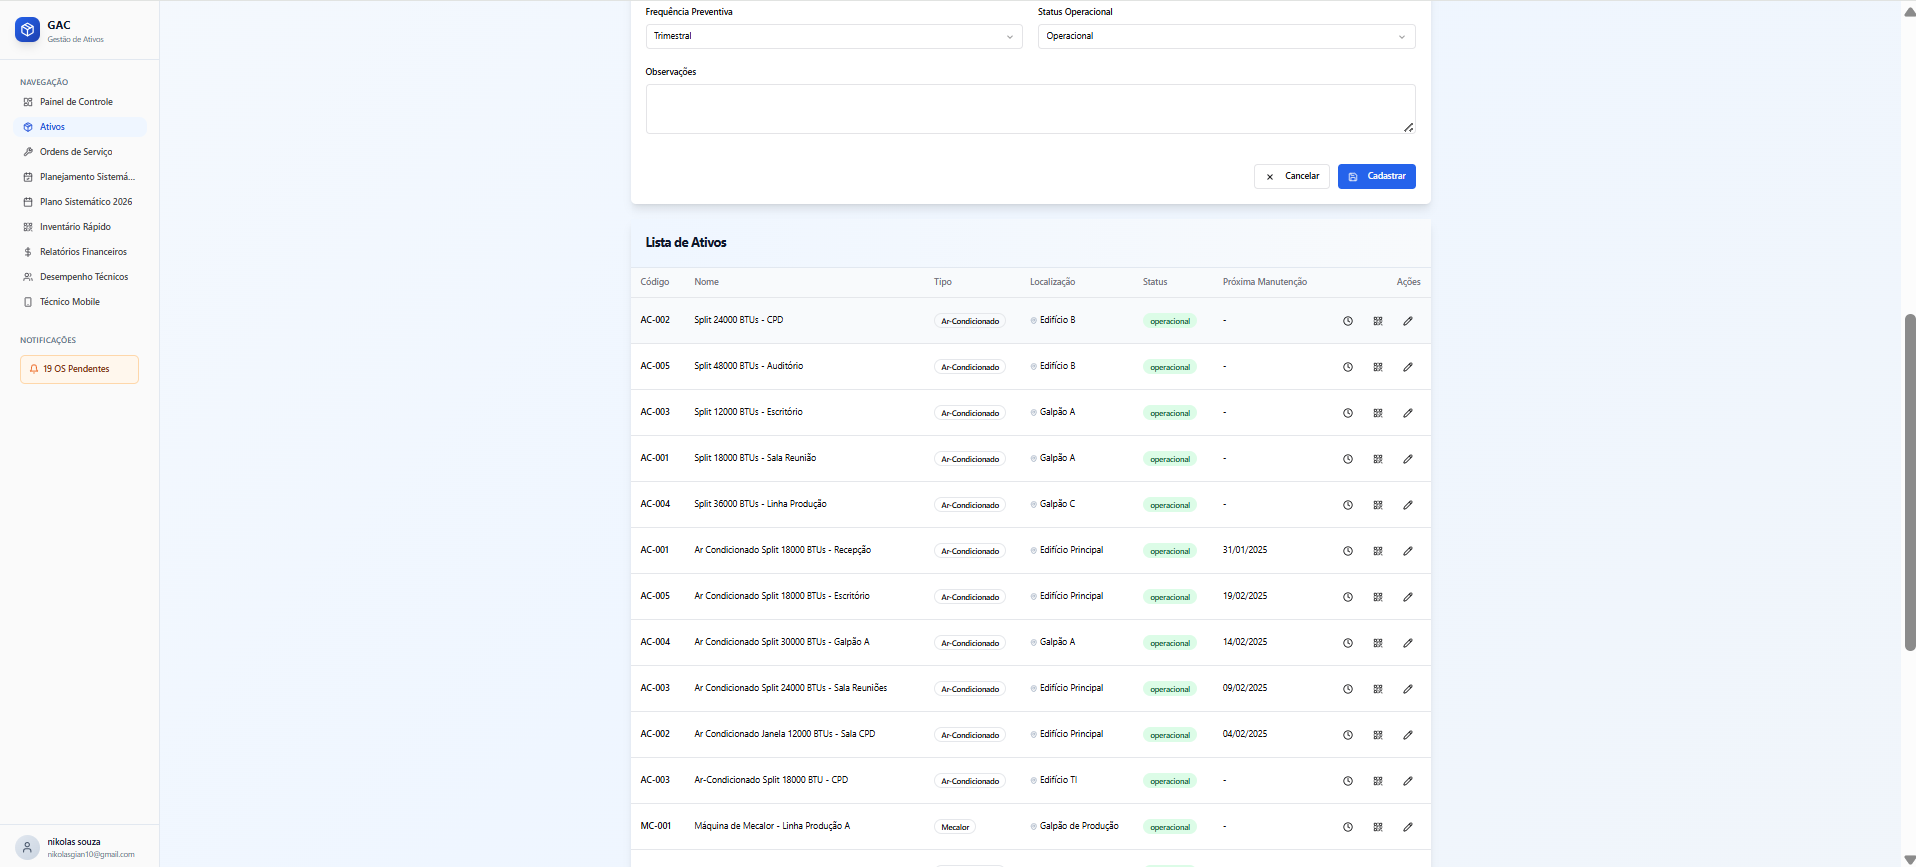 GAC
Gestão de Ativos
NAVEGAÇÃO
Painel de Controle
Ativos
Ordens de Serviço
Planejamento Sistemá...
Plano Sistemático 2026
Inventário Rápido
Relatórios Financeiros
Desempenho Técnicos
Técnico Mobile
NOTIFICAÇÕES
19 OS Pendentes
nikolas souza
nikolasgian10@gmail.com
Frequência Preventiva Status Operacional
Trimestral Operacional
Observações
Cancelar Cadastrar
Lista de Ativos
Código Nome Tipo Localização Status Próxima Manutenção Ações
AC-002 Split 24000 BTUs - CPD Ar-Condicionado Edifício B operacional -
AC-005 Split 48000 BTUs - Auditório Ar-Condicionado Edifício B operacional -
AC-003 Split 12000 BTUs - Escritório Ar-Condicionado Galpão A operacional -
AC-001 Split 18000 BTUs - Sala Reunião Ar-Condicionado Galpão A operacional -
AC-004 Split 36000 BTUs - Linha Produção Ar-Condicionado Galpão C operacional -
AC-001 Ar Condicionado Split 18000 BTUs - Recepção Ar-Condicionado Edifício Principal operacional 31/01/2025
AC-005 Ar Condicionado Split 18000 BTUs - Escritório Ar-Condicionado Edifício Principal operacional 19/02/2025
AC-004 Ar Condicionado Split 30000 BTUs - Galpão A Ar-Condicionado Galpão A operacional 14/02/2025
AC-003 Ar Condicionado Split 24000 BTUs - Sala Reuniões Ar-Condicionado Edifício Principal operacional 09/02/2025
AC-002 Ar Condicionado Janela 12000 BTUs - Sala CPD Ar-Condicionado Edifício Principal operacional 04/02/2025
AC-003 Ar-Condicionado Split 18000 BTU - CPD Ar-Condicionado Edifício TI operacional -
MC-001 Máquina de Mecalor - Linha Produção A Mecalor Galpão de Produção operacional -